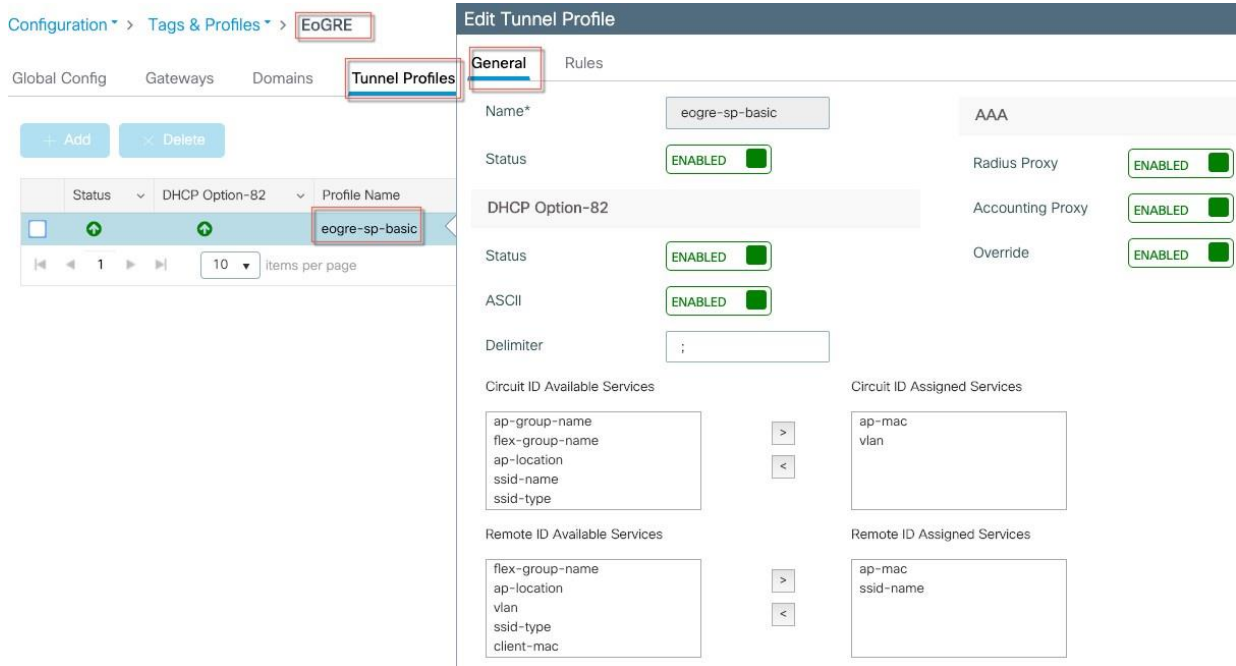 Configuration > Tags & Profiles > EoGRE
Global Config Gateways Domains Tunnel Profiles
+ Add × Delete
Status DHCP Option-82 Profile Name
eogre-sp-basic
1 10 items per page
Edit Tunnel Profile
General Rules
Name* eogre-sp-basic
Status ENABLED
DHCP Option-82
Status ENABLED
ASCII ENABLED
Delimiter ;
AAA
Radius Proxy ENABLED
Accounting Proxy ENABLED
Override ENABLED
Circuit ID Available Services
ap-group-name
flex-group-name
ap-location
ssid-name
ssid-type
>
<
Circuit ID Assigned Services
ap-mac
vlan
Remote ID Available Services
flex-group-name
ap-location
vlan
ssid-type
client-mac
>
<
Remote ID Assigned Services
ap-mac
ssid-name